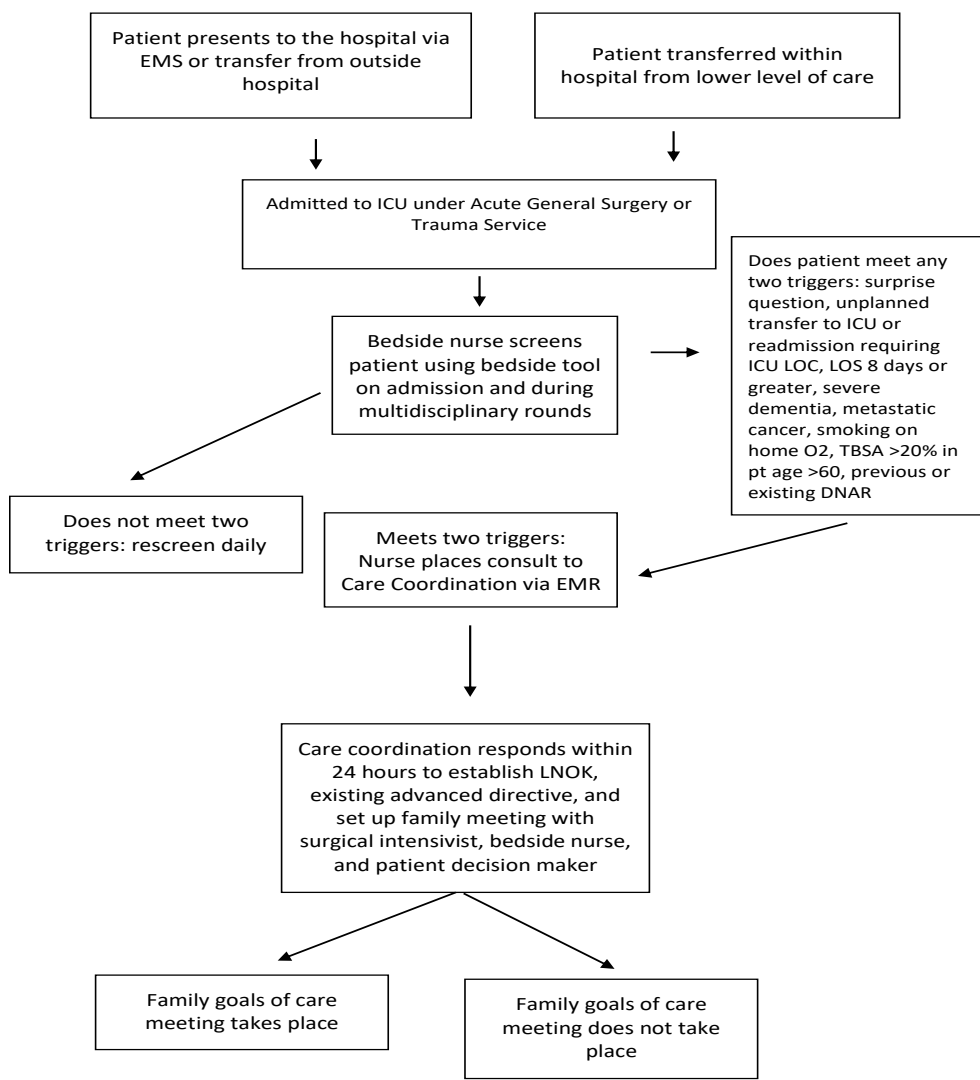 Patient presents to the hospital via
EMS or transfer from outside
hospital
Patient transferred within
hospital from lower level of care
Admitted to ICU under Acute General Surgery or
Trauma Service
Does patient meet any
two triggers: surprise
question, unplanned
transfer to ICU or
readmission requiring
ICU LOC, LOS 8 days or
greater, severe
dementia, metastatic
cancer, smoking on
home O2, TBSA >20% in
pt age >60, previous or
existing DNAR
Bedside nurse screens
patient using bedside tool
on admission and during
multidisciplinary rounds
Does not meet two
triggers: rescreen daily
Meets two triggers:
Nurse places consult to
Care Coordination via EMR
Care coordination responds within
24 hours to establish LNOK,
existing advanced directive, and
set up family meeting with
surgical intensivist, bedside nurse,
and patient decision maker
Family goals of care
meeting takes place
Family goals of care
meeting does not take
place